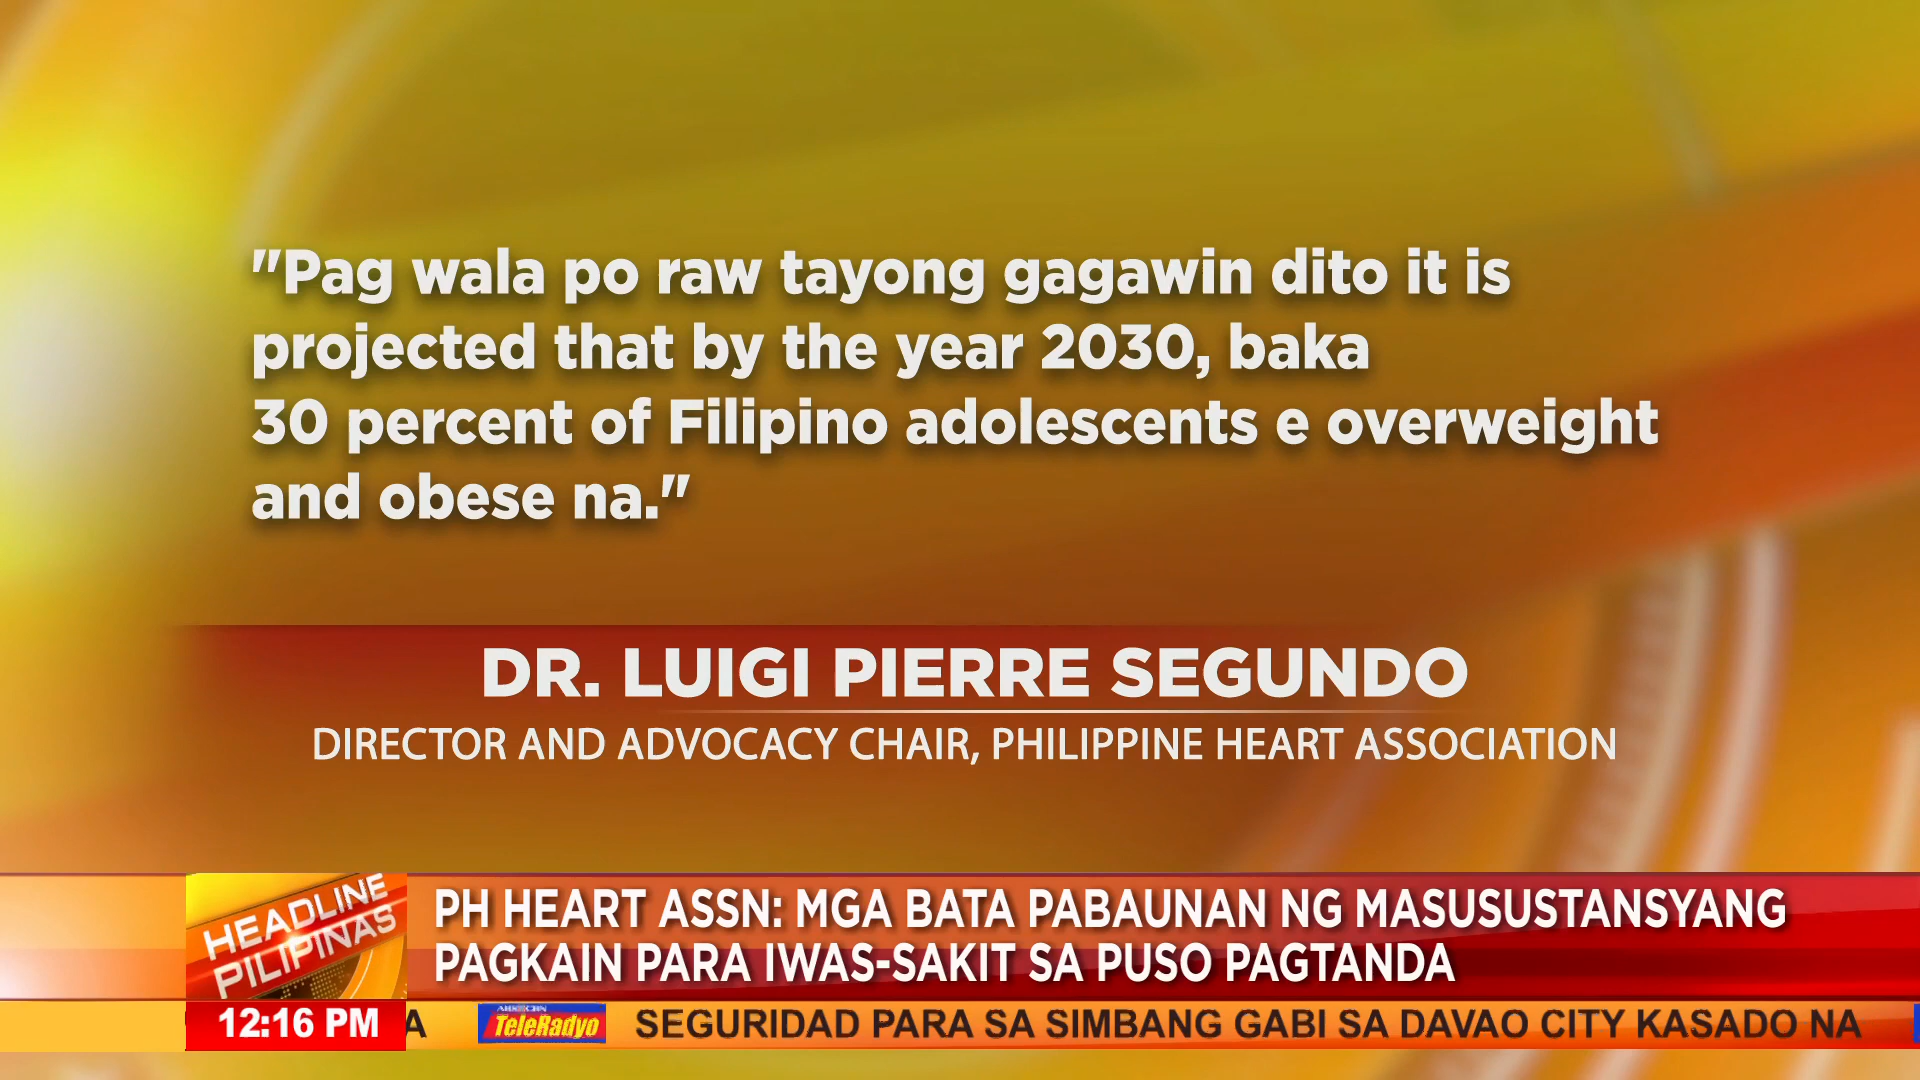 "Pag wala po raw tayong gagawin dito it is
projected that by the year 2030, baka
30 percent of Filipino adolescents e overweight
and obese na."
DR. LUIGI PIERRE SEGUNDO
DIRECTOR AND ADVOCACY CHAIR, PHILIPPINE HEART ASSOCIATION
HEADLINE
PILIPINAS
PH HEART ASSN: MGA BATA PABAUNAN NG MASUSUSTANSYANG
PAGKAIN PARA IWAS-SAKIT SA PUSO PAGTANDA
12:16 PM
A
ABS-CBN
TeleRadyo
SEGURIDAD PARA SA SIMBANG GABI SA DAVAO CITY KASADO NA